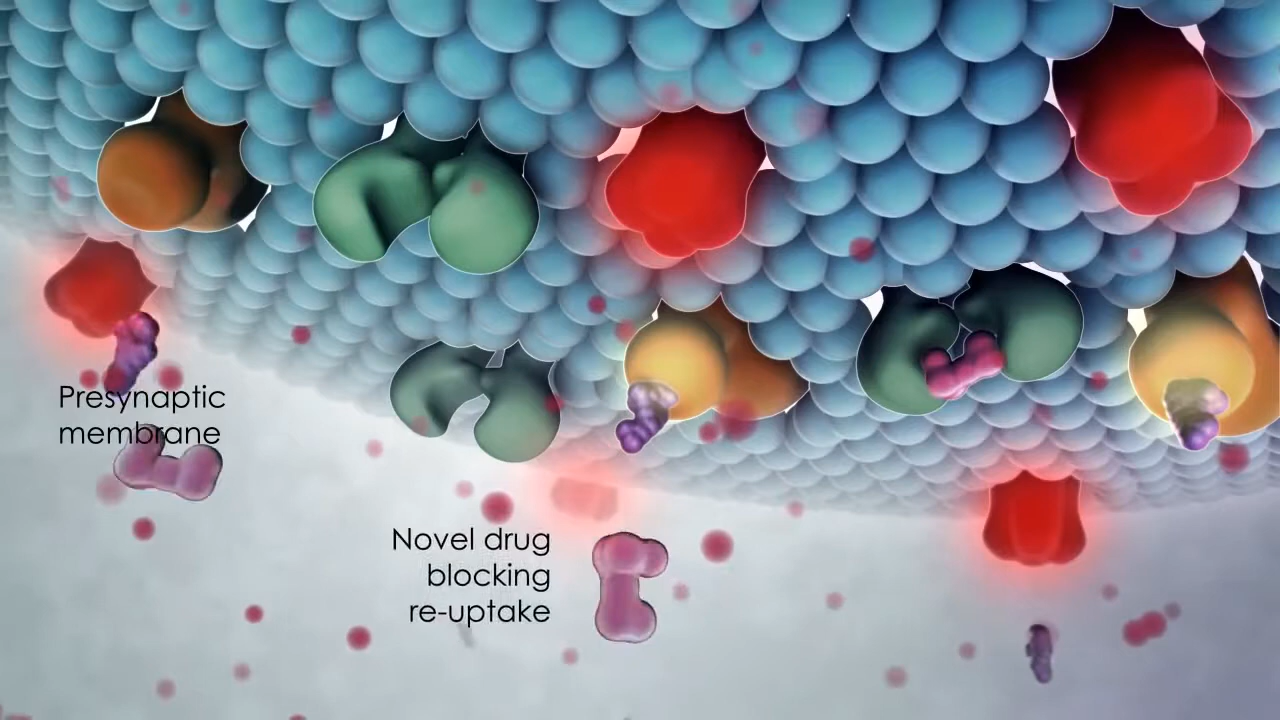 Presynaptic
membrane
Novel drug
blocking
re-uptake